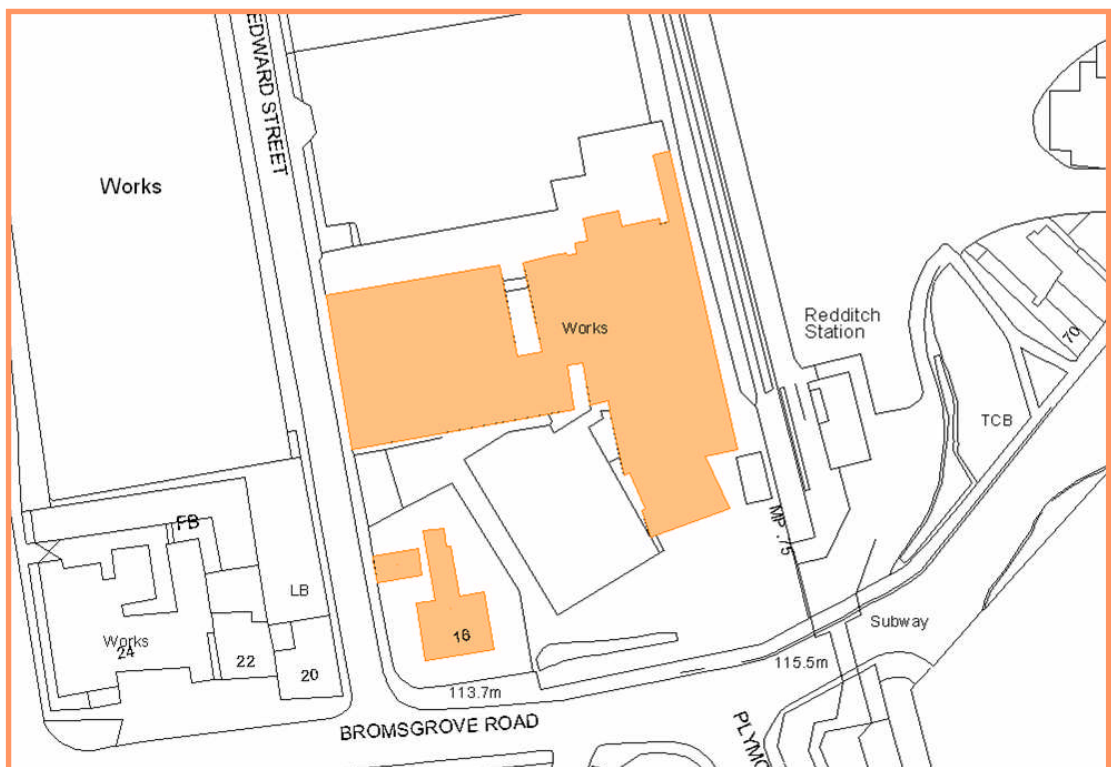 EDWARD STREET
Works
Works
Redditch
Station
70
TCB
FB
LB
MP .75
Works
24
22
20
16
Subway
115.5m
113.7m
BROMSGROVE ROAD
PLYMO